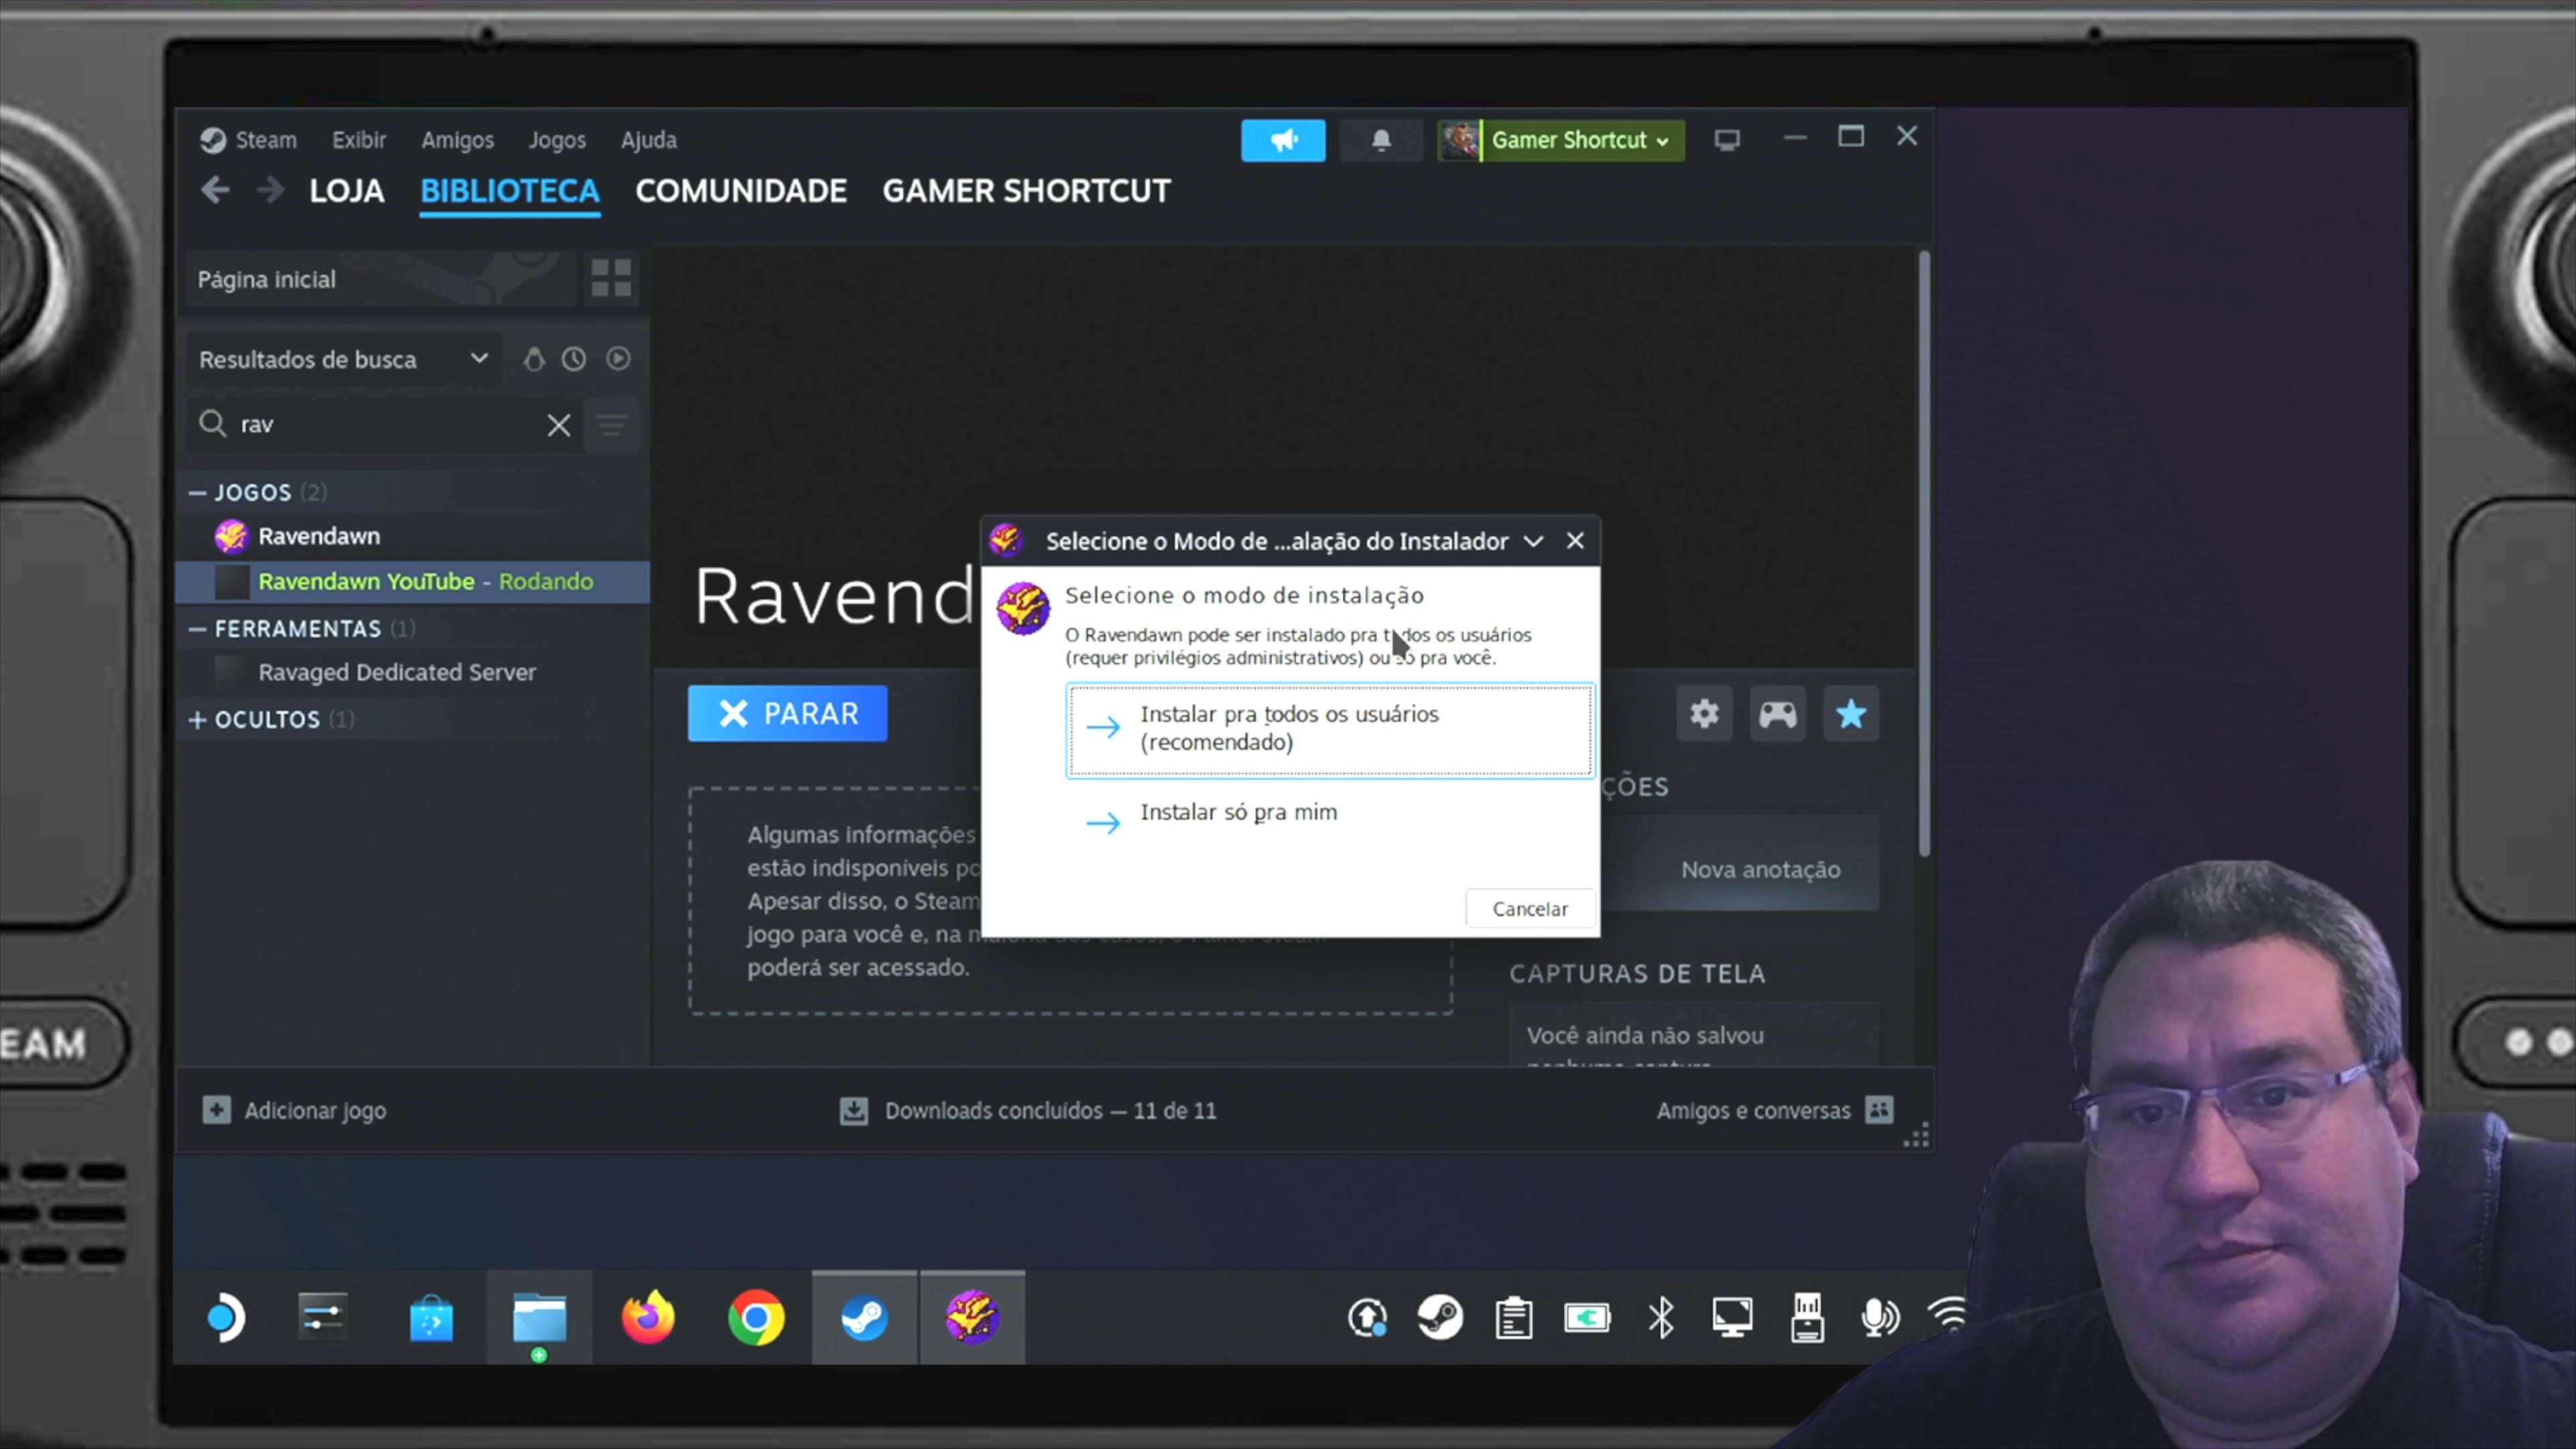 Steam Exibir Amigos Jogos Ajuda
Gamer Shortcut
LOJA BIBLIOTECA COMUNIDADE GAMER SHORTCUT
Página inicial
Resultados de busca
rav
— JOGOS (2)
Ravendawn
Ravendawn YouTube - Rodando
— FERRAMENTAS (1)
Ravaged Dedicated Server
+ OCULTOS (1)
Ravend
PARAR
Algumas informações
estão indisponíveis po
Apesar disso, o Steam
jogo para você e, na
poderá ser acessado.
Selecione o Modo de ...alação do Instalador
Selecione o modo de instalação
O Ravendawn pode ser instalado pra todos os usuários
(requer privilégios administrativos) ou só pra você.
Instalar pra todos os usuários
(recomendado)
Instalar só pra mim
Cancelar
ÇÕES
Nova anotação
CAPTURAS DE TELA
Você ainda não salvou
Adicionar jogo
Downloads concluídos — 11 de 11
Amigos e conversas
EAM